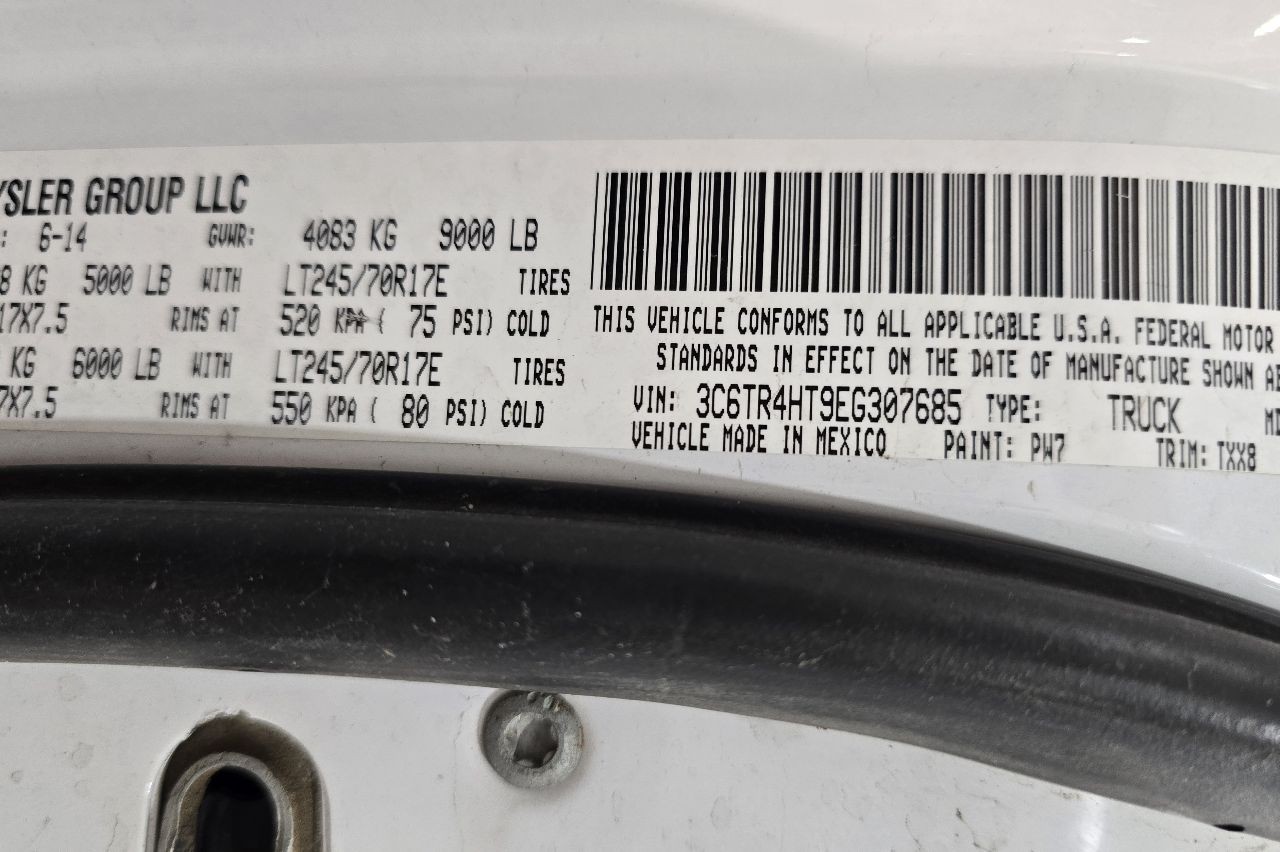 YSLER GROUP LLC
: 6-14 GVWR: 4083 KG 9000 LB
8 KG 5000 LB WITH LT245/70R17E TIRES
17X7.5 RIMS AT 520 KPA ( 75 PSI) COLD
KG 6000 LB WITH LT245/70R17E TIRES
7X7.5 RIMS AT 550 KPA ( 80 PSI) COLD
THIS VEHICLE CONFORMS TO ALL APPLICABLE U.S.A. FEDERAL MOTOR
STANDARDS IN EFFECT ON THE DATE OF MANUFACTURE SHOWN AB
VIN: 3C6TR4HT9EG307685 TYPE: TRUCK MD
VEHICLE MADE IN MEXICO PAINT: PW7 TRIM: TXX8